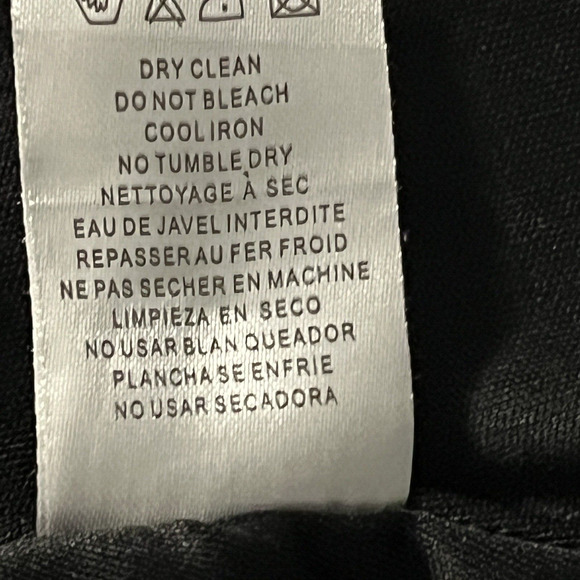 DRY CLEAN
DO NOT BLEACH
COOL IRON
NO TUMBLE DRY
NETTOYAGE À SEC
EAU DE JAVEL INTERDITE
REPASSER AU FER FROID
NE PAS SECHER EN MACHINE
LIMPIEZA EN SECO
NO USAR BLAN QUEADOR
PLANCHA SE ENFRIE
NO USAR SECADORA